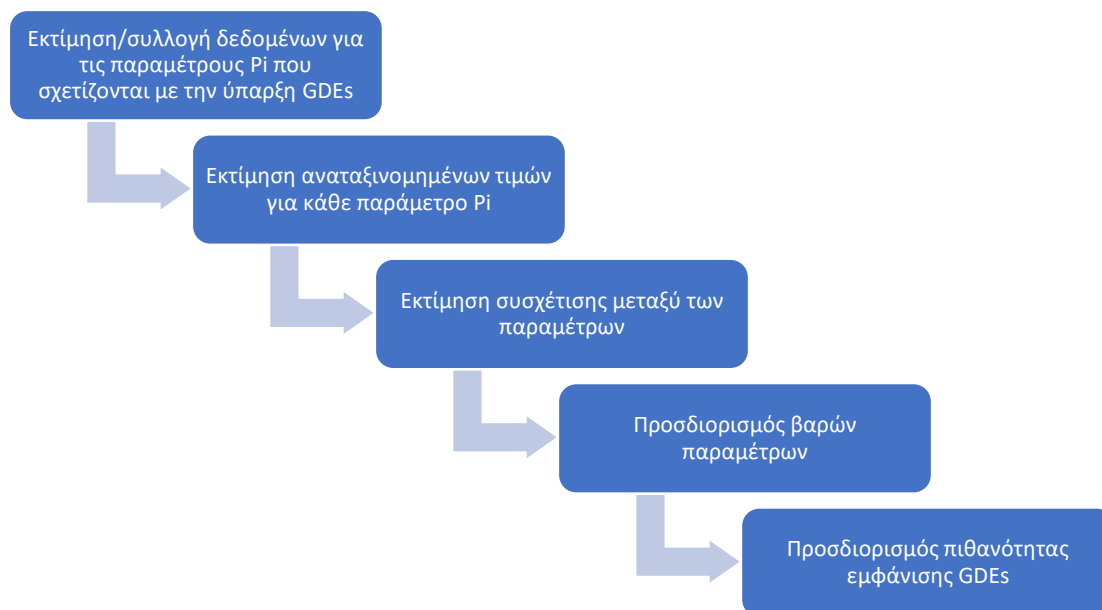 Εκτίμηση/συλλογή δεδομένων για
τις παραμέτρους Pi που
σχετίζονται με την ύπαρξη GDEs
Εκτίμηση αναταξινομημένων τιμών
για κάθε παράμετρο Pi
Εκτίμηση συσχέτισης μεταξύ των
παραμέτρων
Προσδιορισμός βαρών
παραμέτρων
Προσδιορισμός πιθανότητας
εμφάνισης GDEs